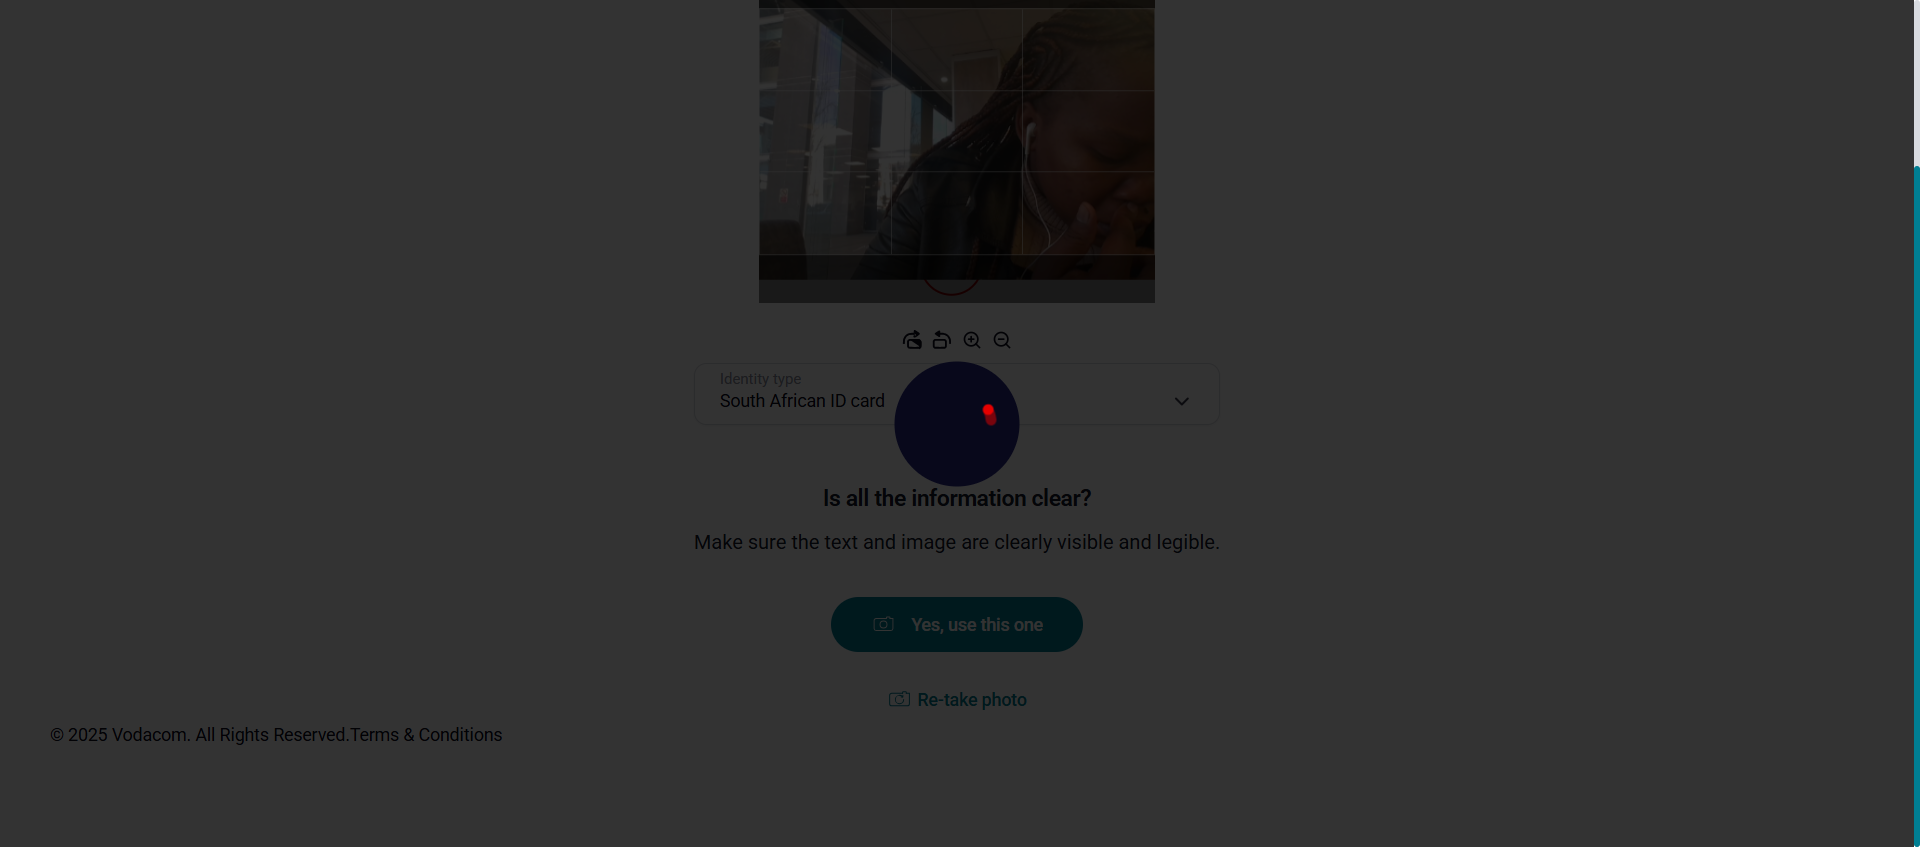 Identity type
South African ID card
Is all the information clear?
Make sure the text and image are clearly visible and legible.
Yes, use this one
Re-take photo
© 2025 Vodacom. All Rights Reserved.Terms & Conditions